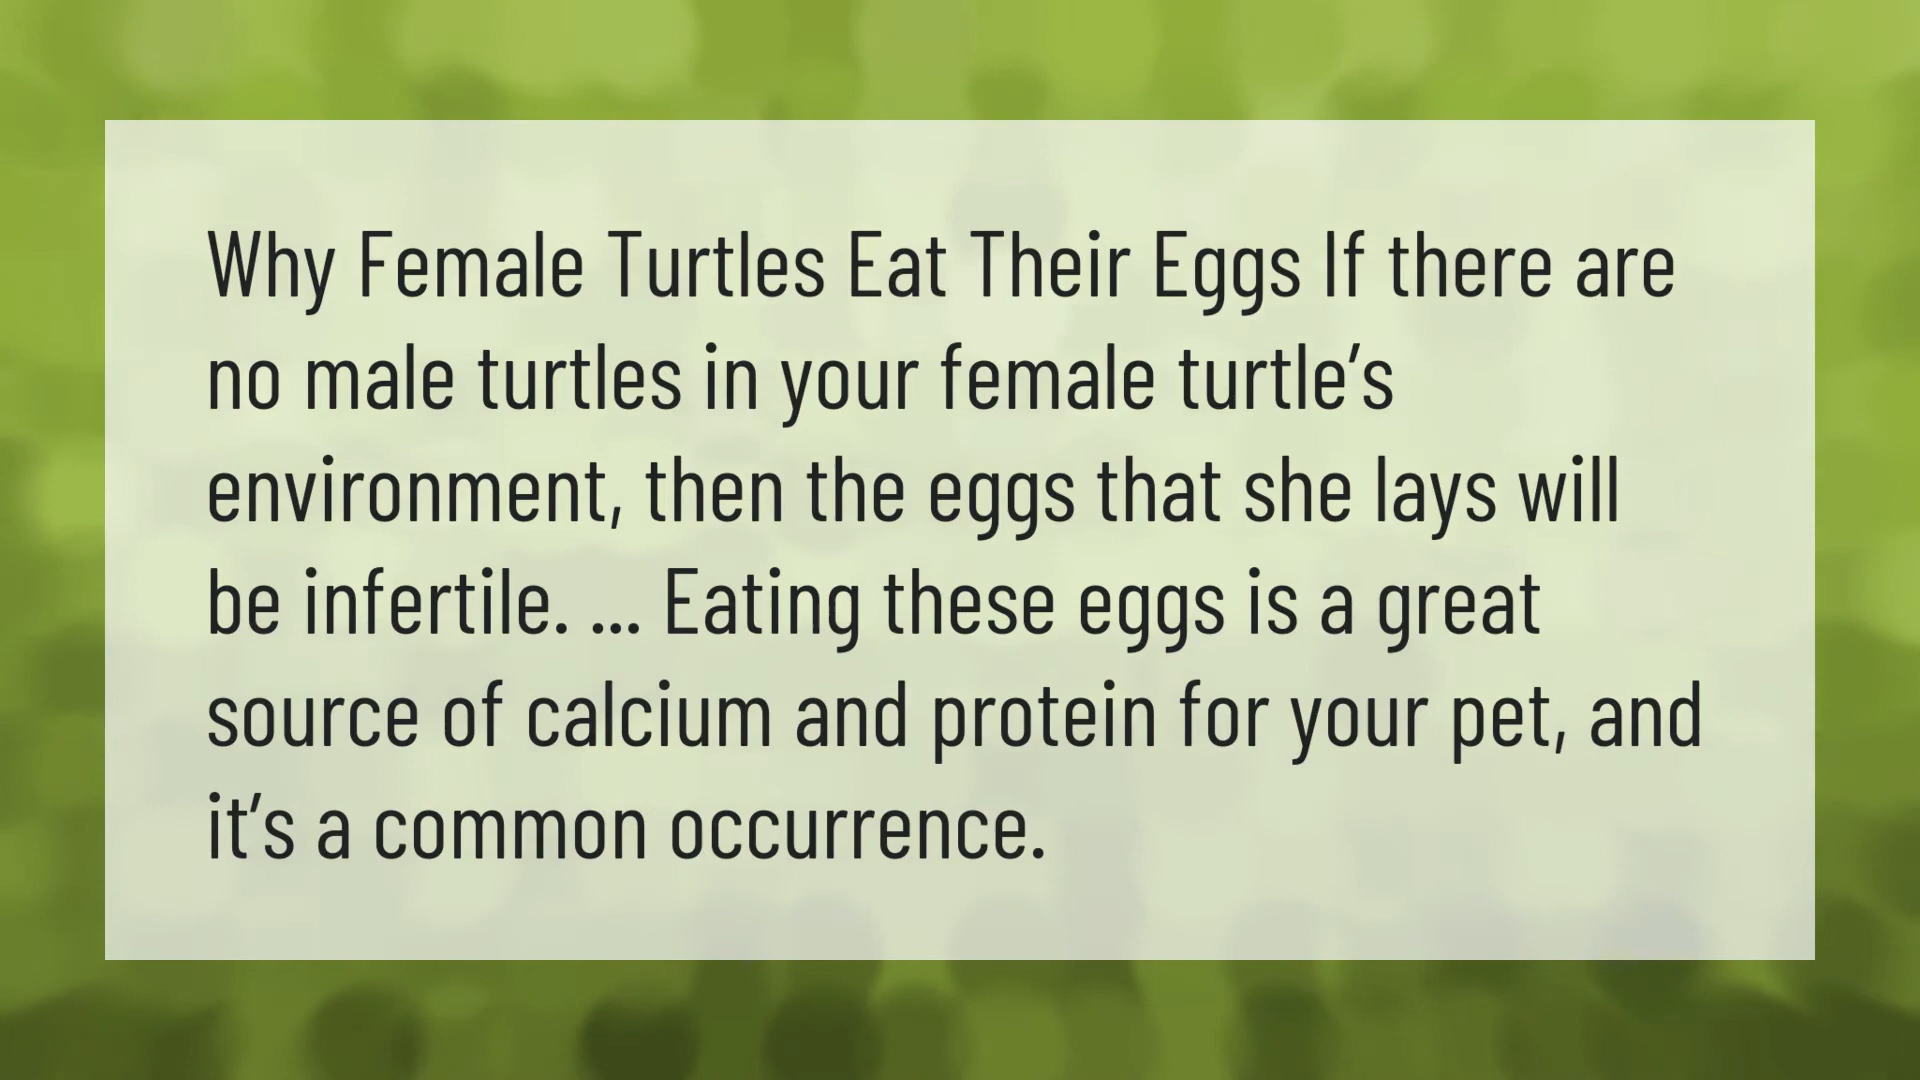 Why Female Turtles Eat Their Eggs If there are
no male turtles in your female turtle’s
environment, then the eggs that she lays will
be infertile. ... Eating these eggs is a great
source of calcium and protein for your pet, and
it’s a common occurrence.